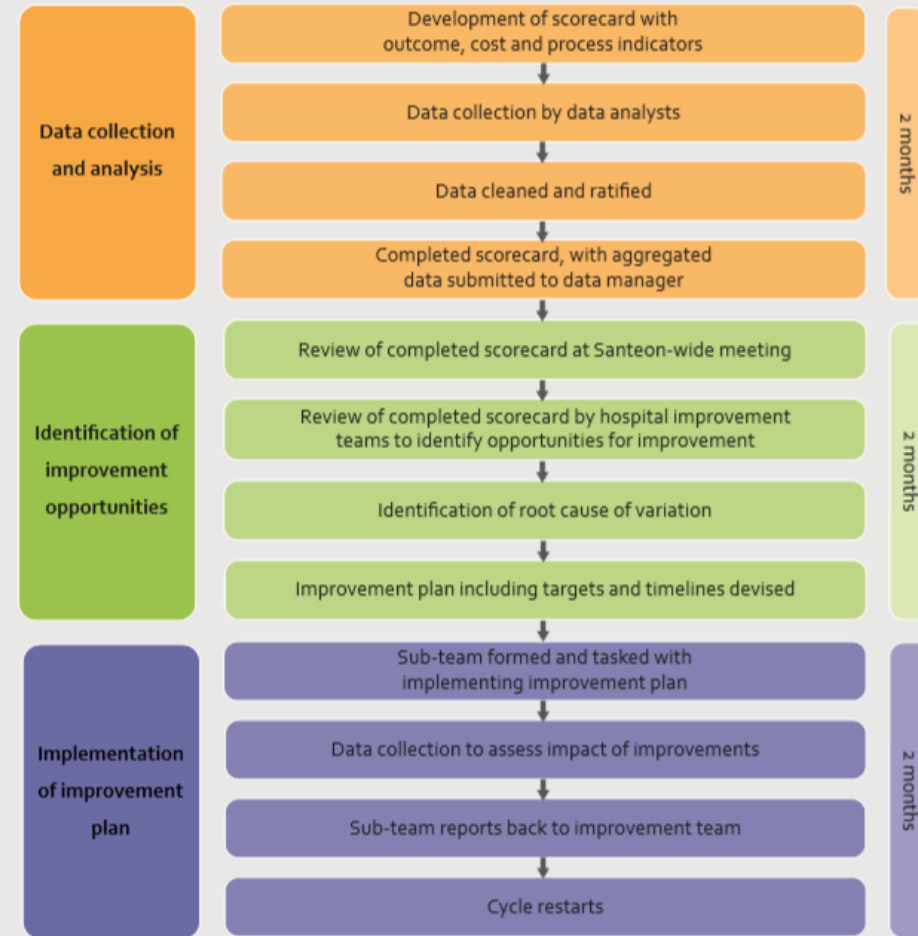 Data collection
and analysis
Development of scorecard with
outcome, cost and process indicators
Data collection by data analysts
Data cleaned and ratified
Completed scorecard, with aggregated
data submitted to data manager
2 months
Identification of
improvement
opportunities
Review of completed scorecard at Santeon-wide meeting
Review of completed scorecard by hospital improvement
teams to identify opportunities for improvement
Identification of root cause of variation
Improvement plan including targets and timelines devised
2 months
Implementation
of improvement
plan
Sub-team formed and tasked with
implementing improvement plan
Data collection to assess impact of improvements
Sub-team reports back to improvement team
Cycle restarts
2 months